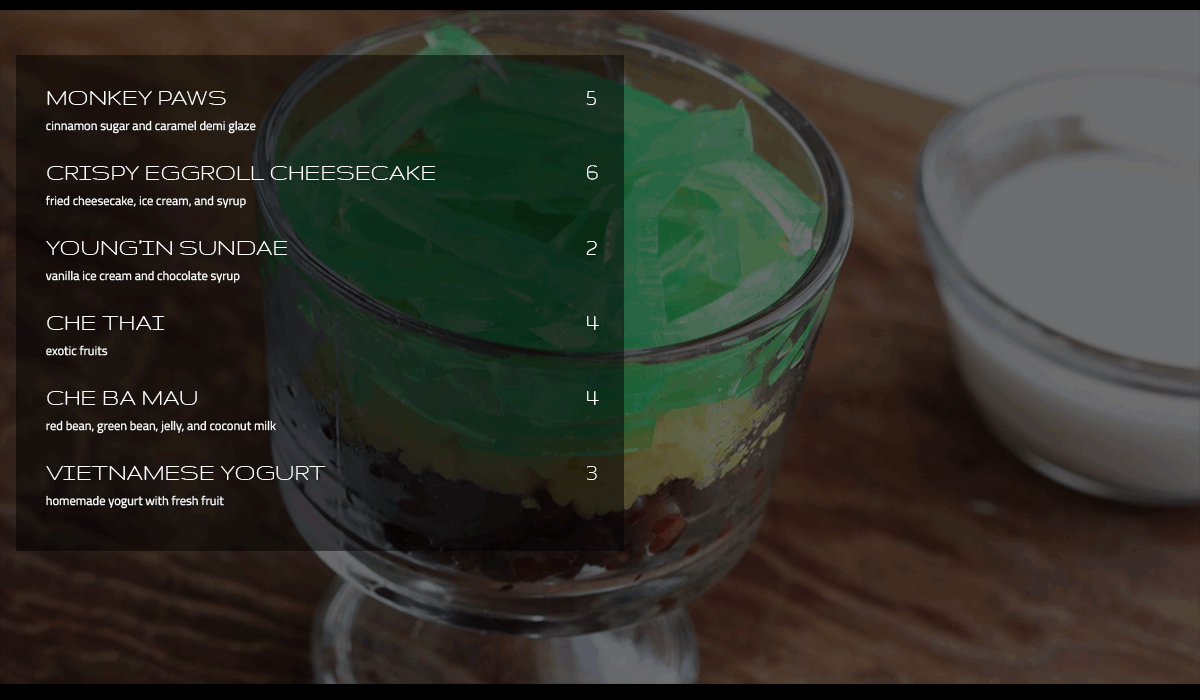 MONKEY PAWS 5
cinnamon sugar and caramel demi glaze
CRISPY EGGROLL CHEESECAKE 6
fried cheesecake, ice cream, and syrup
YOUNG'IN SUNDAE 2
vanilla ice cream and chocolate syrup
CHE THAI 4
exotic fruits
CHE BA MAU 4
red bean, green bean, jelly, and coconut milk
VIETNAMESE YOGURT 3
homemade yogurt with fresh fruit